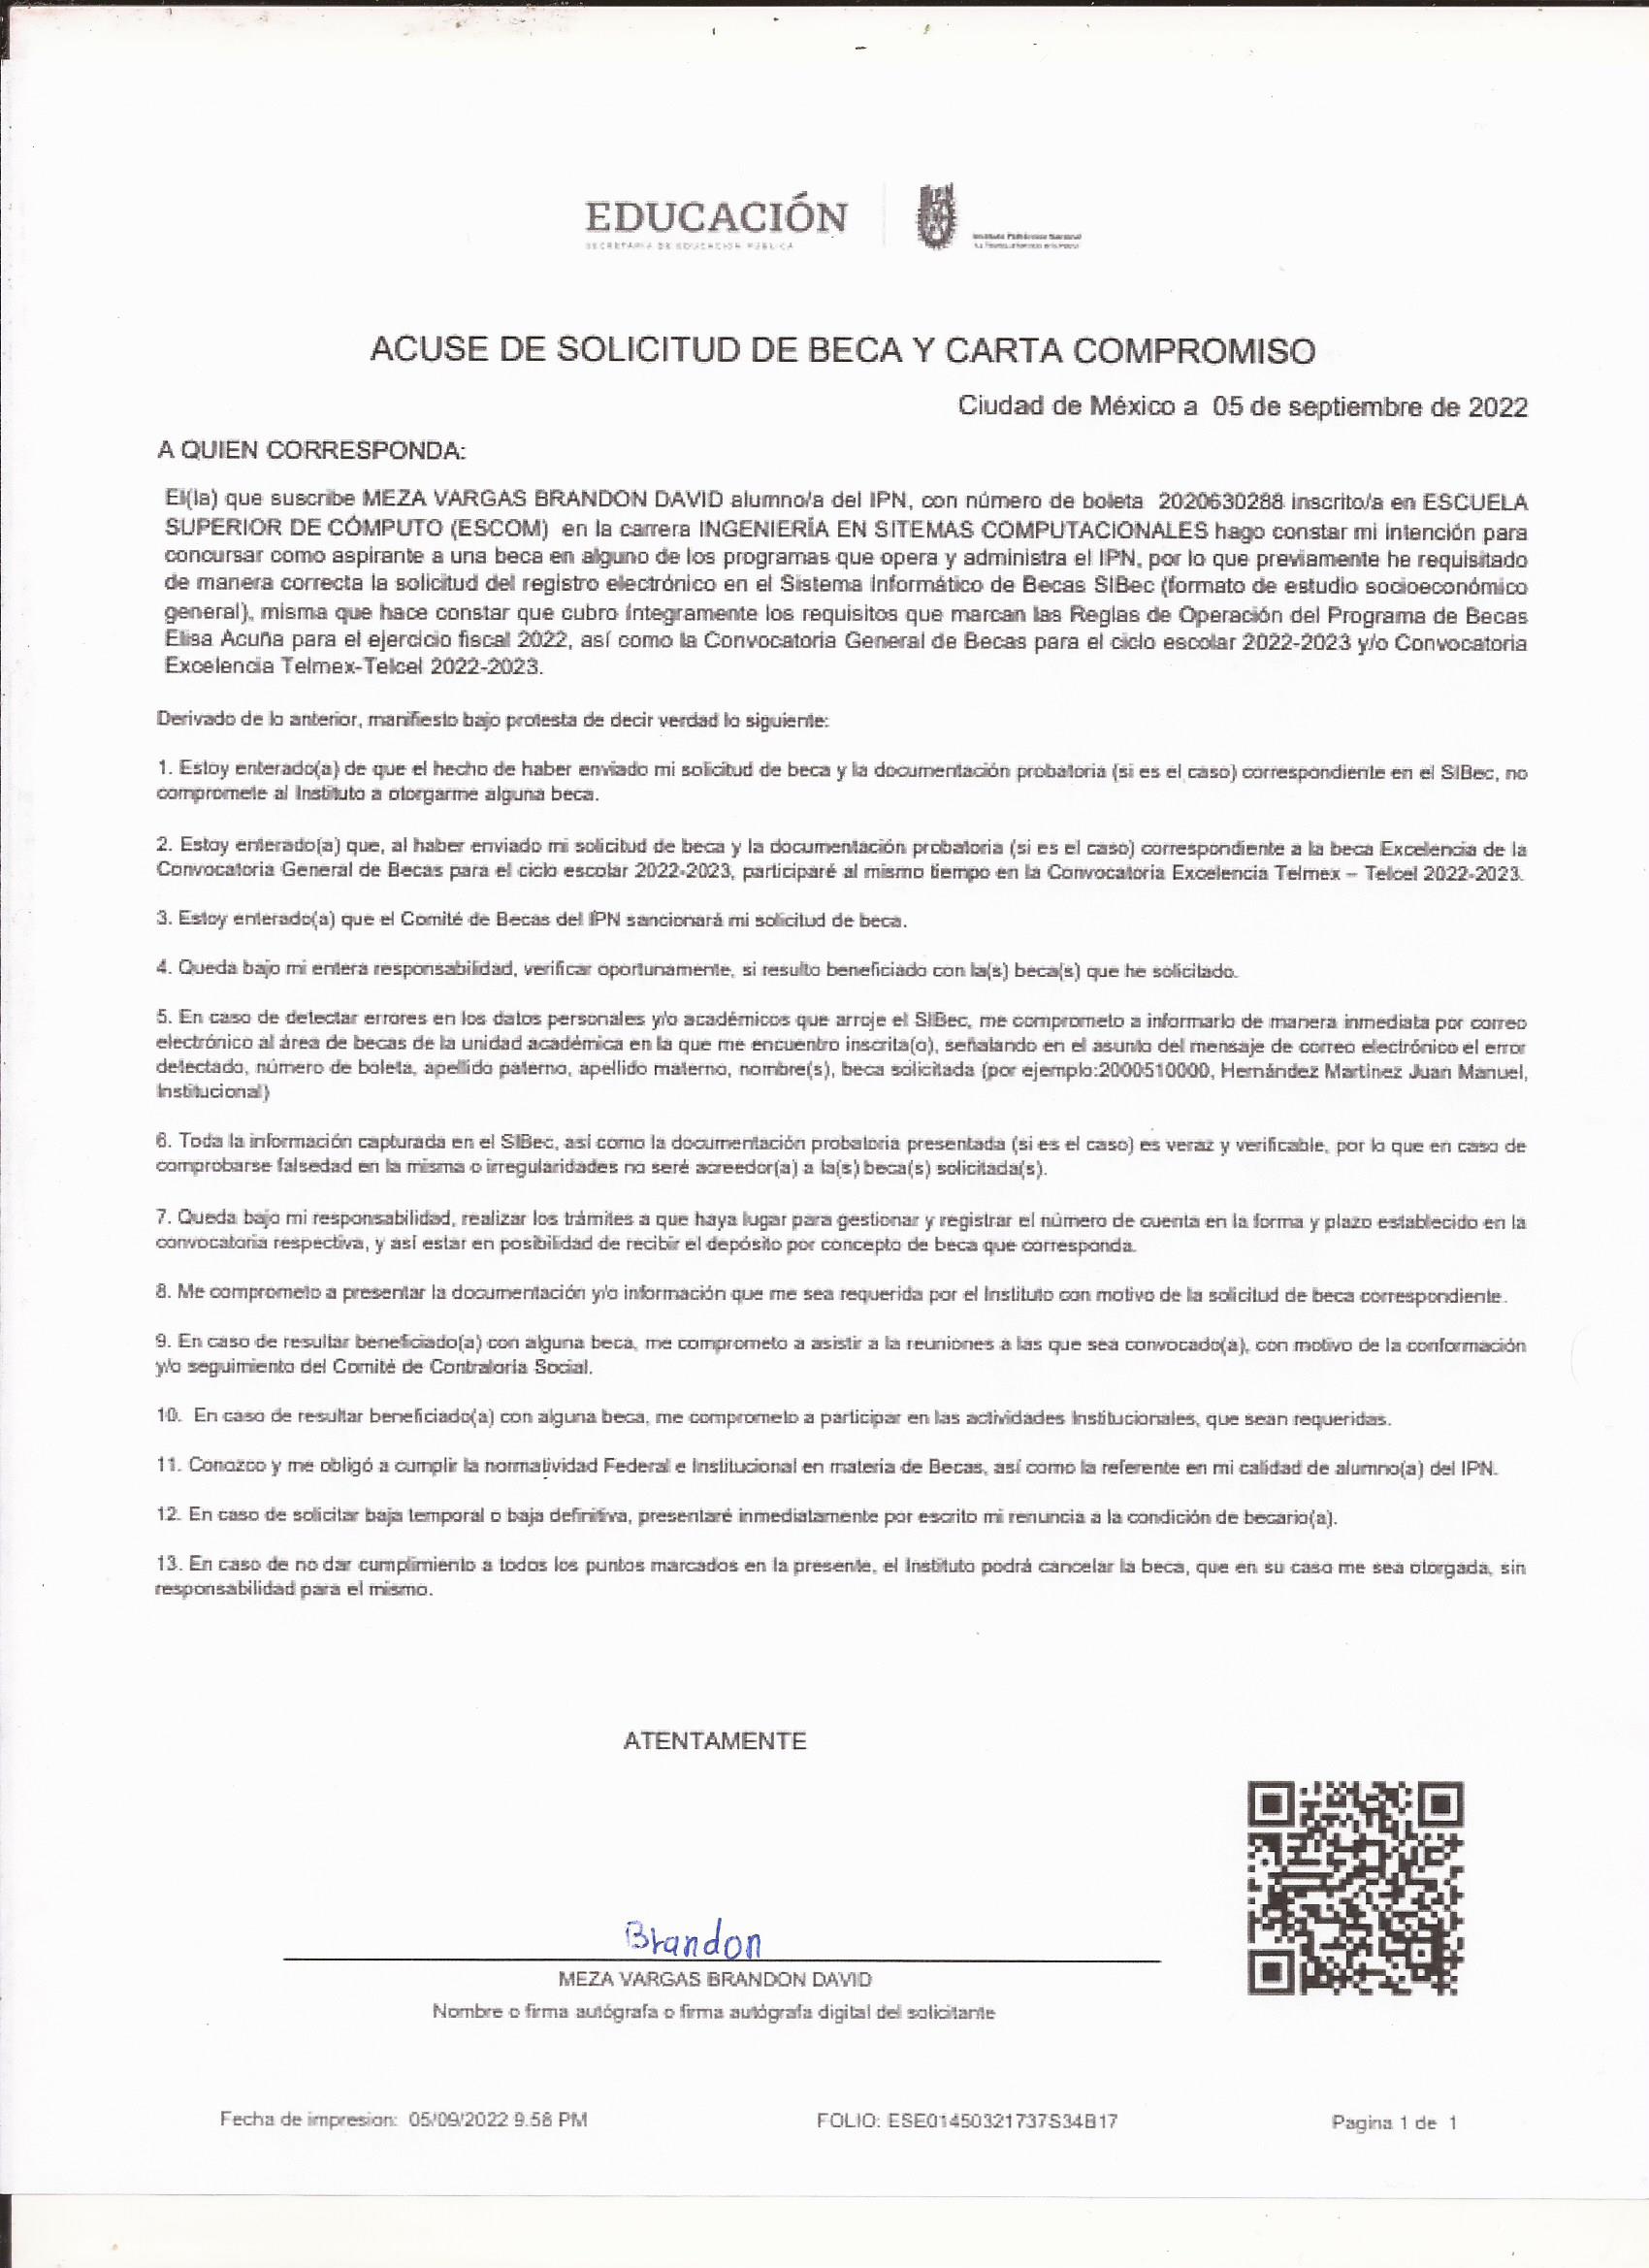 EDUCACIÓN
SECRETARÍA DE EDUCACIÓN PÚBLICA
Instituto Politécnico Nacional
ACUSE DE SOLICITUD DE BECA Y CARTA COMPROMISO
Ciudad de México a 05 de septiembre de 2022
A QUIEN CORRESPONDA:
El(la) que suscribe MEZA VARGAS BRANDON DAVID alumno/a del IPN, con número de boleta 2020630288 inscrito/a en ESCUELA
SUPERIOR DE CÓMPUTO (ESCOM) en la carrera INGENIERÍA EN SITEMAS COMPUTACIONALES hago constar mi intención para
concursar como aspirante a una beca en alguno de los programas que opera y administra el IPN, por lo que previamente he requisitado
de manera correcta la solicitud del registro electrónico en el Sistema Informático de Becas SIBec (formato de estudio socioeconómico
general), misma que hace constar que cubro íntegramente los requisitos que marcan las Reglas de Operación del Programa de Becas
Elisa Acuña para el ejercicio fiscal 2022, así como la Convocatoria General de Becas para el ciclo escolar 2022-2023 y/o Convocatoria
Excelencia Telmex-Telcel 2022-2023.
Derivado de lo anterior, manifiesto bajo protesta de decir verdad lo siguiente:
1. Estoy enterado(a) de que el hecho de haber enviado mi solicitud de beca y la documentación probatoria (si es el caso) correspondiente en el SIBec, no
compromete al Instituto a otorgarme alguna beca.
2. Estoy enterado(a) que, al haber enviado mi solicitud de beca y la documentación probatoria (si es el caso) correspondiente a la beca Excelencia de la
Convocatoria General de Becas para el ciclo escolar 2022-2023, participaré al mismo tiempo en la Convocatoria Excelencia Telmex – Telcel 2022-2023.
3. Estoy enterado(a) que el Comité de Becas del IPN sancionará mi solicitud de beca.
4. Queda bajo mi entera responsabilidad, verificar oportunamente, si resulto beneficiado con la(s) beca(s) que he solicitado.
5. En caso de detectar errores en los datos personales y/o académicos que arroje el SIBec, me comprometo a informarlo de manera inmediata por correo
electrónico al área de becas de la unidad académica en la que me encuentro inscrita(o), señalando en el asunto del mensaje de correo electrónico el error
detectado, número de boleta, apellido paterno, apellido materno, nombre(s), beca solicitada (por ejemplo:2000510000, Hernández Martinez Juan Manuel,
Institucional)
6. Toda la información capturada en el SIBec, así como la documentación probatoria presentada (si es el caso) es veraz y verificable, por lo que en caso de
comprobarse falsedad en la misma o irregularidades no seré acreedor(a) a la(s) beca(s) solicitada(s).
7. Queda bajo mi responsabilidad, realizar los trámites a que haya lugar para gestionar y registrar el número de cuenta en la forma y plazo establecido en la
convocatoria respectiva, y así estar en posibilidad de recibir el depósito por concepto de beca que corresponda.
8. Me comprometo a presentar la documentación y/o información que me sea requerida por el Instituto con motivo de la solicitud de beca correspondiente.
9. En caso de resultar beneficiado(a) con alguna beca, me comprometo a asistir a la reuniones a las que sea convocado(a), con motivo de la conformación
y/o seguimiento del Comité de Contraloria Social.
10. En caso de resultar beneficiado(a) con alguna beca, me comprometo a participar en las actividades Institucionales, que sean requeridas.
11. Conozco y me obligó a cumplir la normatividad Federal e Institucional en materia de Becas, así como la referente en mi calidad de alumno(a) del IPN.
12. En caso de solicitar baja temporal o baja definitiva, presentaré inmediatamente por escrito mi renuncia a la condición de becario(a).
13. En caso de no dar cumplimiento a todos los puntos marcados en la presente, el Instituto podrá cancelar la beca, que en su caso me sea otorgada, sin
responsabilidad para el mismo.
ATENTAMENTE
Brandon
MEZA VARGAS BRANDON DAVID
Nombre o firma autógrafa o firma autógrafa digital del solicitante
Fecha de impresion: 05/09/2022 9.58 PM
FOLIO: ESE01450321737S34B17
Pagina 1 de 1